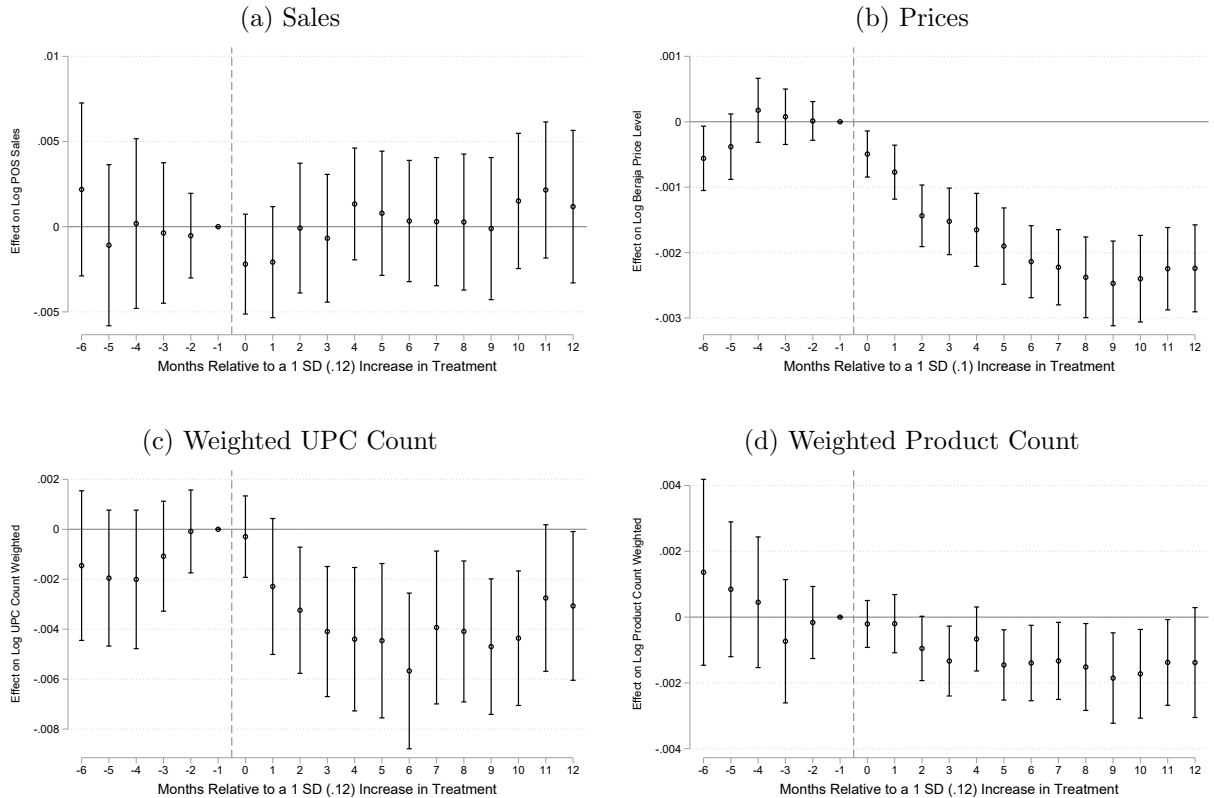 (a) Sales
.01
.005
0
-.005
Effect on Log POS Sales
-6 -5 -4 -3 -2 -1 0 1 2 3 4 5 6 7 8 9 10 11 12
Months Relative to a 1 SD (.12) Increase in Treatment
(b) Prices
.001
0
-.001
-.002
-.003
Effect on Log Beraja Price Level
-6 -5 -4 -3 -2 -1 0 1 2 3 4 5 6 7 8 9 10 11 12
Months Relative to a 1 SD (.1) Increase in Treatment
(c) Weighted UPC Count
.002
0
-.002
-.004
-.006
-.008
Effect on Log UPC Count Weighted
-6 -5 -4 -3 -2 -1 0 1 2 3 4 5 6 7 8 9 10 11 12
Months Relative to a 1 SD (.12) Increase in Treatment
(d) Weighted Product Count
.004
.002
0
-.002
-.004
Effect on Log Product Count Weighted
-6 -5 -4 -3 -2 -1 0 1 2 3 4 5 6 7 8 9 10 11 12
Months Relative to a 1 SD (.12) Increase in Treatment